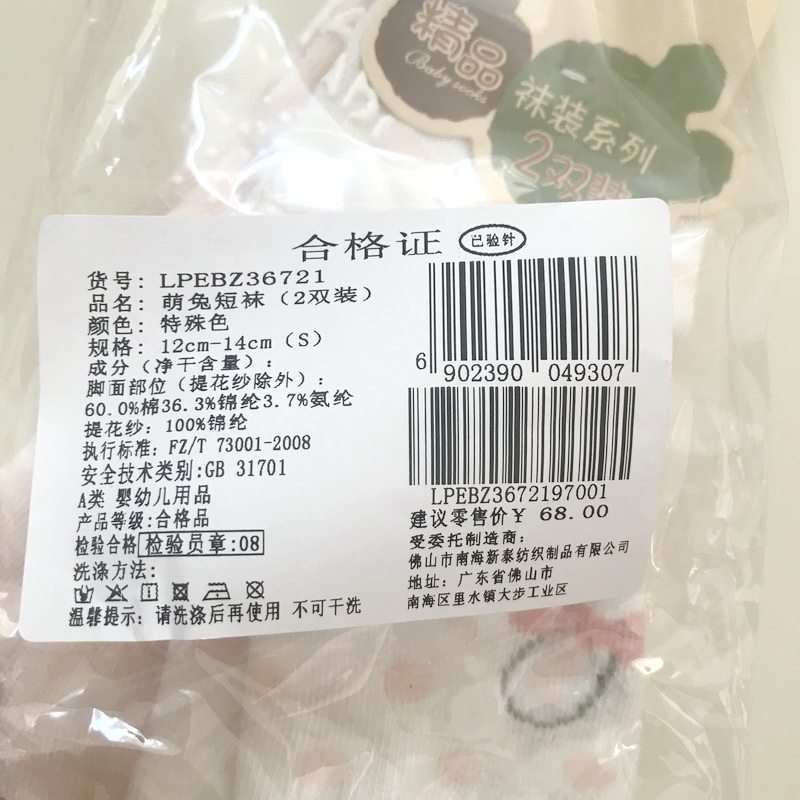 精品
Baby socks
袜装系列
2双装
合格证 已验针
货号: LPEBZ36721
品名: 萌兔短袜（2双装）
颜色: 特殊色
规格: 12cm-14cm（S）
成分（净干含量）:
脚面部位（提花纱除外）:
60.0%棉36.3%锦纶3.7%氨纶
提花纱: 100%锦纶
执行标准: FZ/T 73001-2008
安全技术类别:GB 31701
A类 婴幼儿用品
产品等级:合格品
检验合格 检验员章:08
洗涤方法:
温馨提示: 请洗涤后再使用 不可干洗
6 902390 049307
LPEBZ3672197001
建议零售价￥ 68.00
受委托制造商:
佛山市南海新泰纺织制品有限公司
地址: 广东省佛山市
南海区里水镇大步工业区